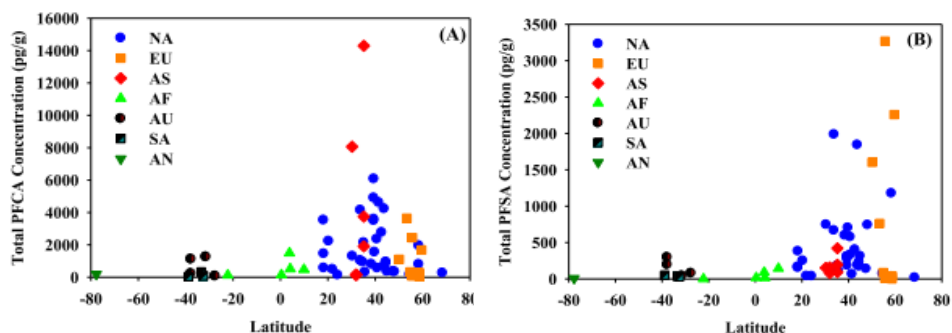 (A)
Total PFCA Concentration (pg/g)
16000
14000
12000
10000
8000
6000
4000
2000
0
NA
EU
AS
AF
AU
SA
AN
-80 -60 -40 -20 0 20 40 60 80
Latitude
(B)
Total PFSA Concentration (pg/g)
3500
3000
2500
2000
1500
1000
500
0
NA
EU
AS
AF
AU
SA
AN
-80 -60 -40 -20 0 20 40 60 80
Latitude